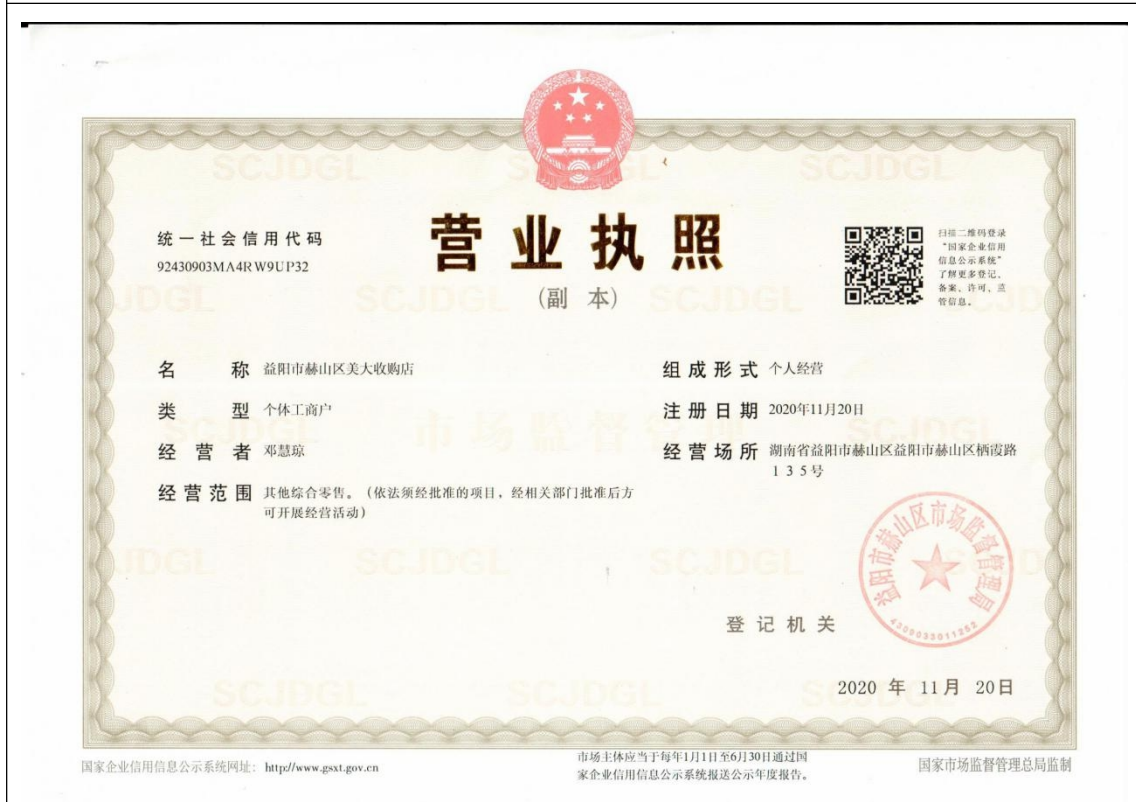 营业执照
(副 本)
统一社会信用代码
92430903MA4RW9UP32
扫描二维码登录
“国家企业信用
信息公示系统”
了解更多登记、
备案、许可、监
管信息。
名 称 益阳市赫山区美大收购店
类 型 个体工商户
经 营 者 邓慧琼
经 营 范 围 其他综合零售。（依法须经批准的项目，经相关部门批准后方
可开展经营活动）
组 成 形 式 个人经营
注 册 日 期 2020年11月20日
经 营 场 所 湖南省益阳市赫山区益阳市赫山区栖霞路
135号
益阳市赫山区市场监督管理局
4309033011252
登 记 机 关
2020 年 11月 20日
SCJDGL
市场监督管理
国家企业信用信息公示系统网址：http://www.gsxt.gov.cn
市场主体应当于每年1月1日至6月30日通过国
家企业信用信息公示系统报送公示年度报告。
国家市场监督管理总局监制